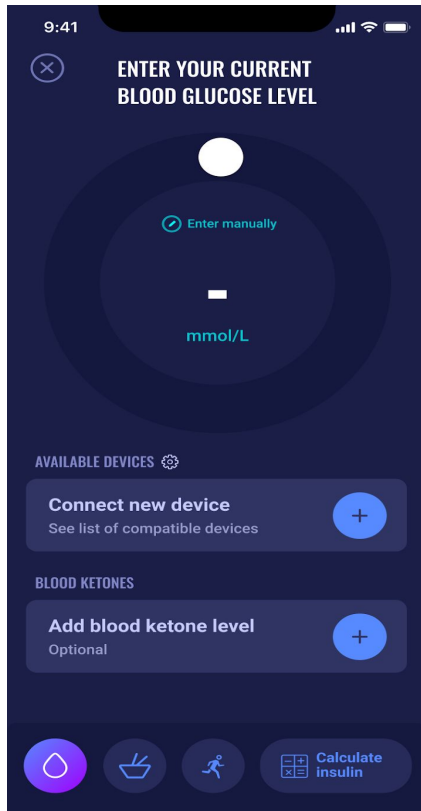 9:41
ENTER YOUR CURRENT
BLOOD GLUCOSE LEVEL
Enter manually
-
mmol/L
AVAILABLE DEVICES
Connect new device
See list of compatible devices
BLOOD KETONES
Add blood ketone level
Optional
Calculate
insulin